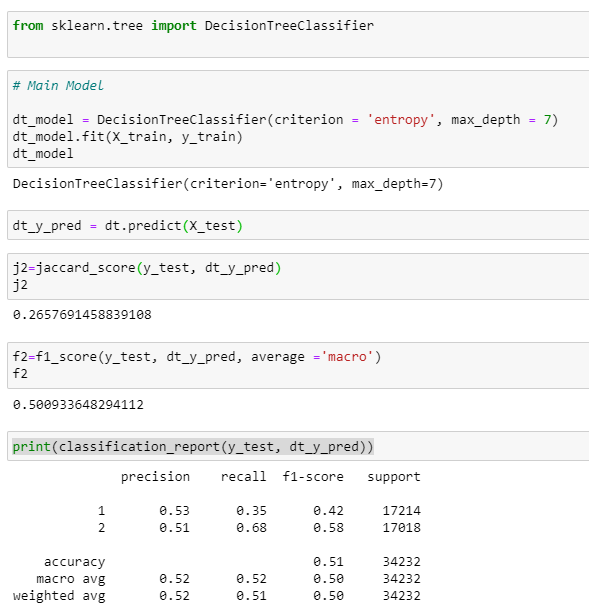 from sklearn.tree import DecisionTreeClassifier
# Main Model
dt_model = DecisionTreeClassifier(criterion = 'entropy', max_depth = 7)
dt_model.fit(X_train, y_train)
dt_model
DecisionTreeClassifier(criterion='entropy', max_depth=7)
dt_y_pred = dt.predict(X_test)
j2=jaccard_score(y_test, dt_y_pred)
j2
0.2657691458839108
f2=f1_score(y_test, dt_y_pred, average ='macro')
f2
0.500933648294112
print(classification_report(y_test, dt_y_pred))
precision recall f1-score support
1 0.53 0.35 0.42 17214
2 0.51 0.68 0.58 17018
accuracy 0.51 34232
macro avg 0.52 0.52 0.50 34232
weighted avg 0.52 0.51 0.50 34232